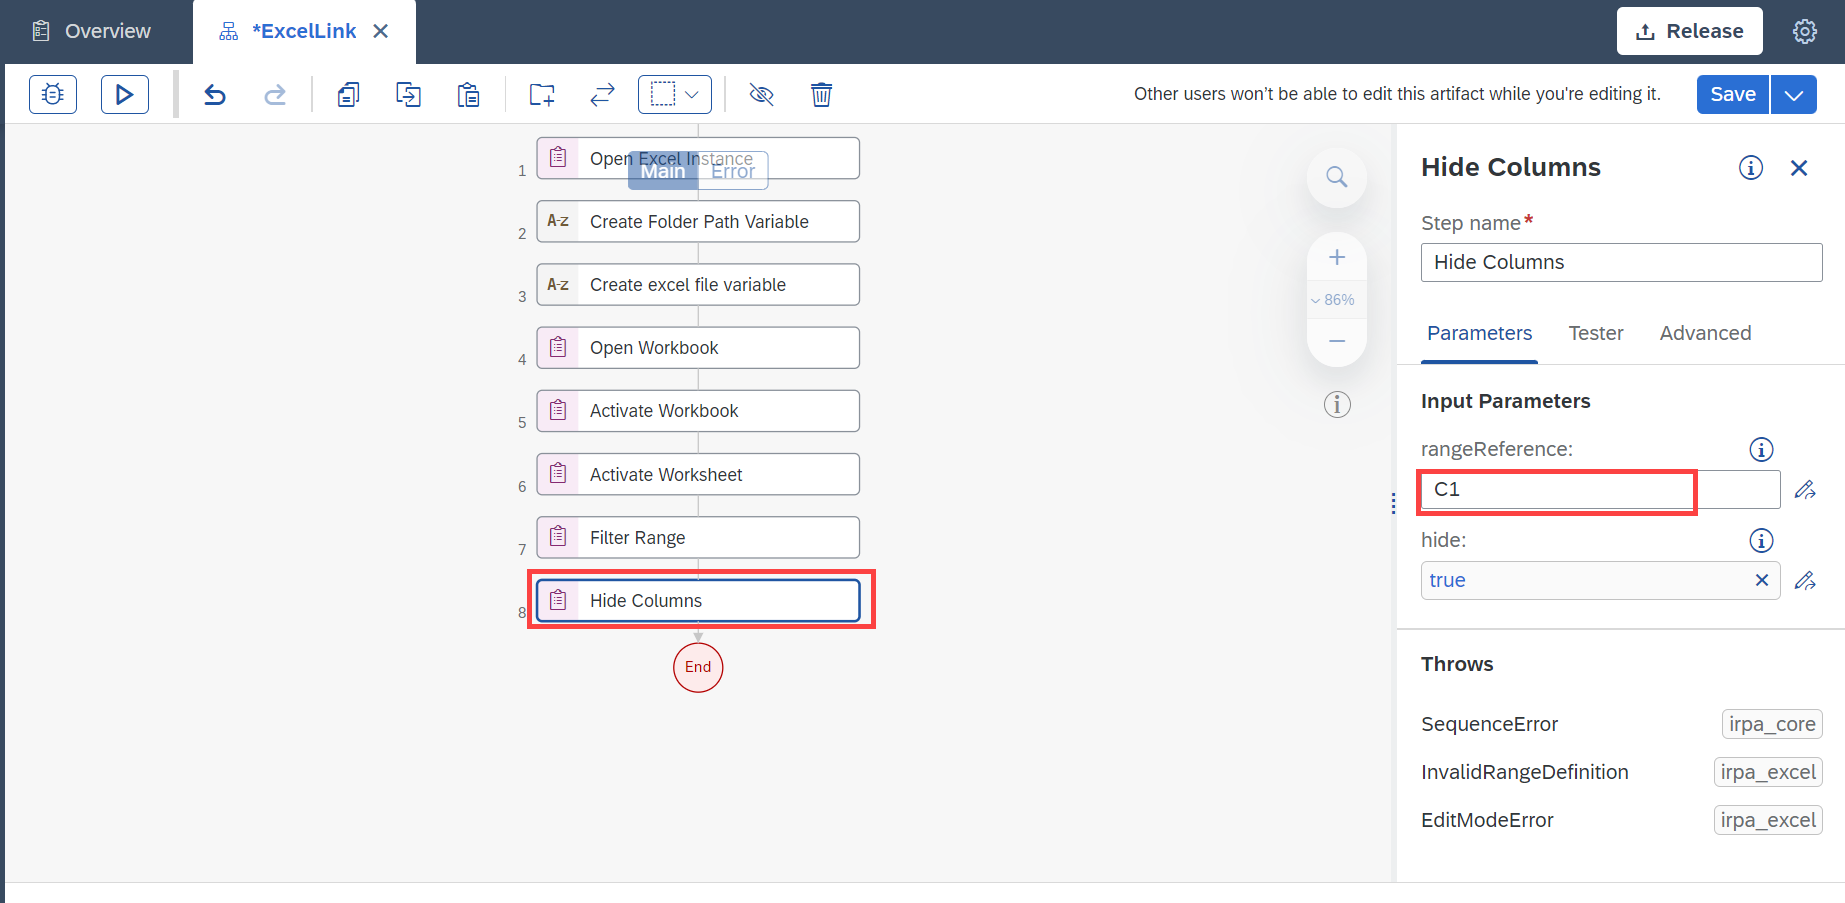 Overview
*ExcelLink
Release
Other users won’t be able to edit this artifact while you're editing it.
Save
1 Open Excel Instance
Main Error
2 A-z Create Folder Path Variable
3 A-z Create excel file variable
4 Open Workbook
5 Activate Workbook
6 Activate Worksheet
7 Filter Range
8 Hide Columns
End
86%
Hide Columns
Step name*
Hide Columns
Parameters Tester Advanced
Input Parameters
rangeReference:
C1
hide:
true
Throws
SequenceError irpa_core
InvalidRangeDefinition irpa_excel
EditModeError irpa_excel